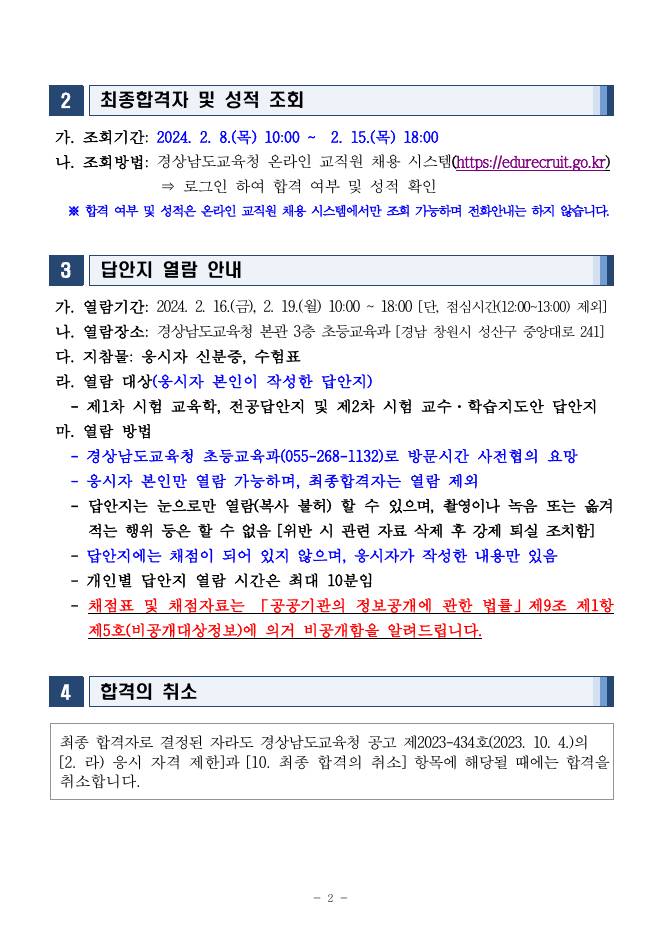 2 최종합격자 및 성적 조회
가. 조회기간: 2024. 2. 8.(목) 10:00 ~ 2. 15.(목) 18:00
나. 조회방법: 경상남도교육청 온라인 교직원 채용 시스템(https://edurecruit.go.kr)
⇒ 로그인 하여 합격 여부 및 성적 확인
※ 합격 여부 및 성적은 온라인 교직원 채용 시스템에서만 조회 가능하며 전화안내는 하지 않습니다.
3 답안지 열람 안내
가. 열람기간: 2024. 2. 16.(금), 2. 19.(월) 10:00 ~ 18:00 [단, 점심시간(12:00~13:00) 제외]
나. 열람장소: 경상남도교육청 본관 3층 초등교육과 [경남 창원시 성산구 중앙대로 241]
다. 지참물: 응시자 신분증, 수험표
라. 열람 대상(응시자 본인이 작성한 답안지)
- 제1차 시험 교육학, 전공답안지 및 제2차 시험 교수·학습지도안 답안지
마. 열람 방법
- 경상남도교육청 초등교육과(055-268-1132)로 방문시간 사전협의 요망
- 응시자 본인만 열람 가능하며, 최종합격자는 열람 제외
- 답안지는 눈으로만 열람(복사 불허) 할 수 있으며, 촬영이나 녹음 또는 옮겨
적는 행위 등은 할 수 없음 [위반 시 관련 자료 삭제 후 강제 퇴실 조치함]
- 답안지에는 채점이 되어 있지 않으며, 응시자가 작성한 내용만 있음
- 개인별 답안지 열람 시간은 최대 10분임
- 채점표 및 채점자료는 「공공기관의 정보공개에 관한 법률」제9조 제1항
제5호(비공개대상정보)에 의거 비공개함을 알려드립니다.
4 합격의 취소
최종 합격자로 결정된 자라도 경상남도교육청 공고 제2023-434호(2023. 10. 4.)의
[2. 라) 응시 자격 제한]과 [10. 최종 합격의 취소] 항목에 해당될 때에는 합격을
취소합니다.
- 2 -